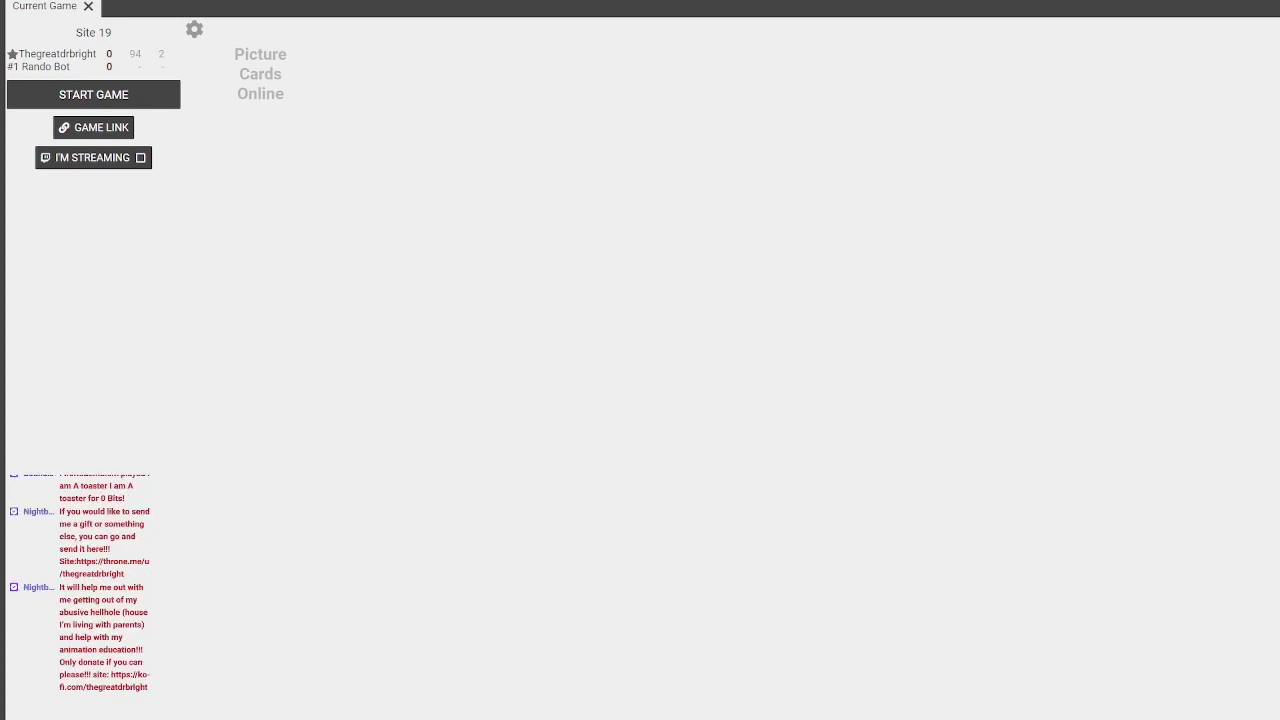 Current Game
Site 19
Thegreatdrbright 0 94 2
#1 Rando Bot 0 - -
START GAME
GAME LINK
I'M STREAMING
Picture
Cards
Online
am A toaster I am A
toaster for 0 Bits!
Nightb... If you would like to send
me a gift or something
else, you can go and
send it here!!!
Site:https://throne.me/u
/thegreatdrbright
Nightb... It will help me out with
me getting out of my
abusive hellhole (house
I'm living with parents)
and help with my
animation education!!!
Only donate if you can
please!!! site: https://ko-
fi.com/thegreatdrbright